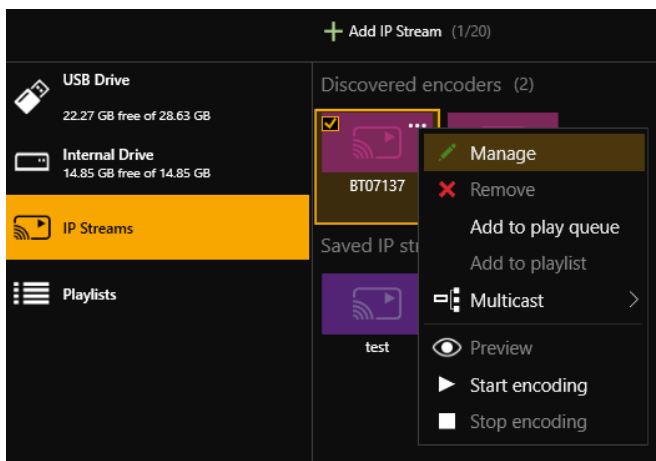 Add IP Stream (1/20)
USB Drive
22.27 GB free of 28.63 GB
Internal Drive
14.85 GB free of 14.85 GB
IP Streams
Playlists
Discovered encoders (2)
BT07137
Saved IP st
test
Manage
Remove
Add to play queue
Add to playlist
Multicast
Preview
Start encoding
Stop encoding